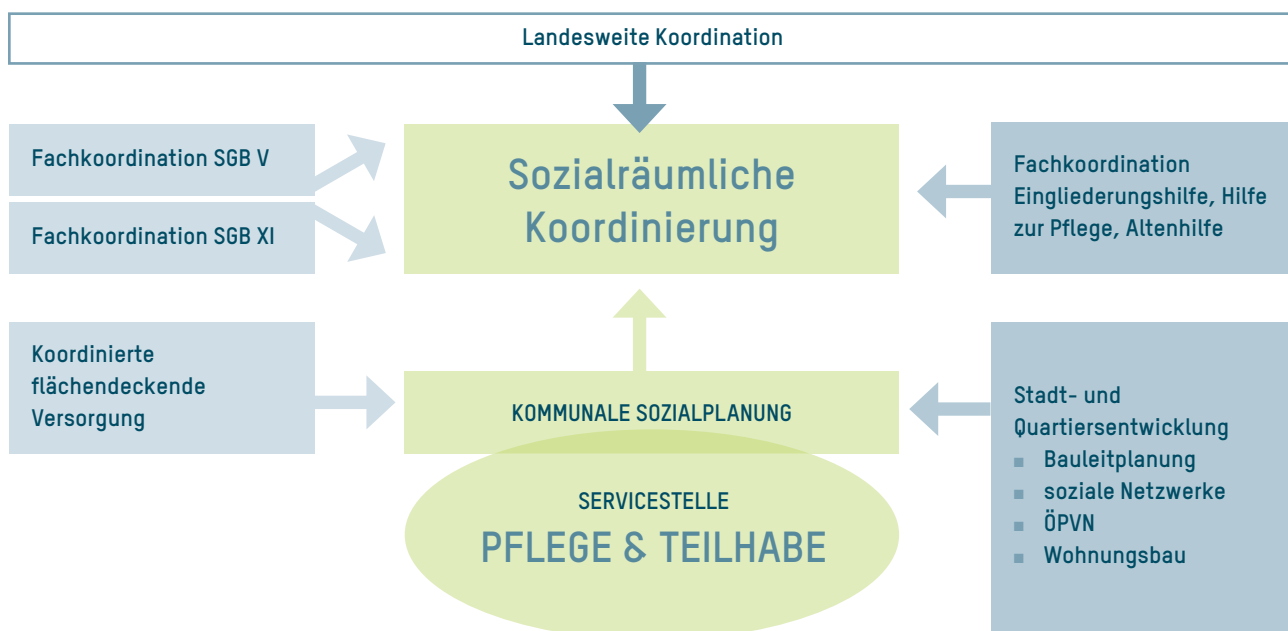 Landesweite Koordination
Fachkoordination SGB V
Fachkoordination SGB XI
Sozialräumliche
Koordinierung
Fachkoordination
Eingliederungshilfe, Hilfe
zur Pflege, Altenhilfe
Koordinierte
flächendeckende
Versorgung
KOMMUNALE SOZIALPLANUNG
SERVICESTELLE
PFLEGE & TEILHABE
Stadt- und
Quartiersentwicklung
■ Bauleitplanung
■ soziale Netzwerke
■ ÖPVN
■ Wohnungsbau